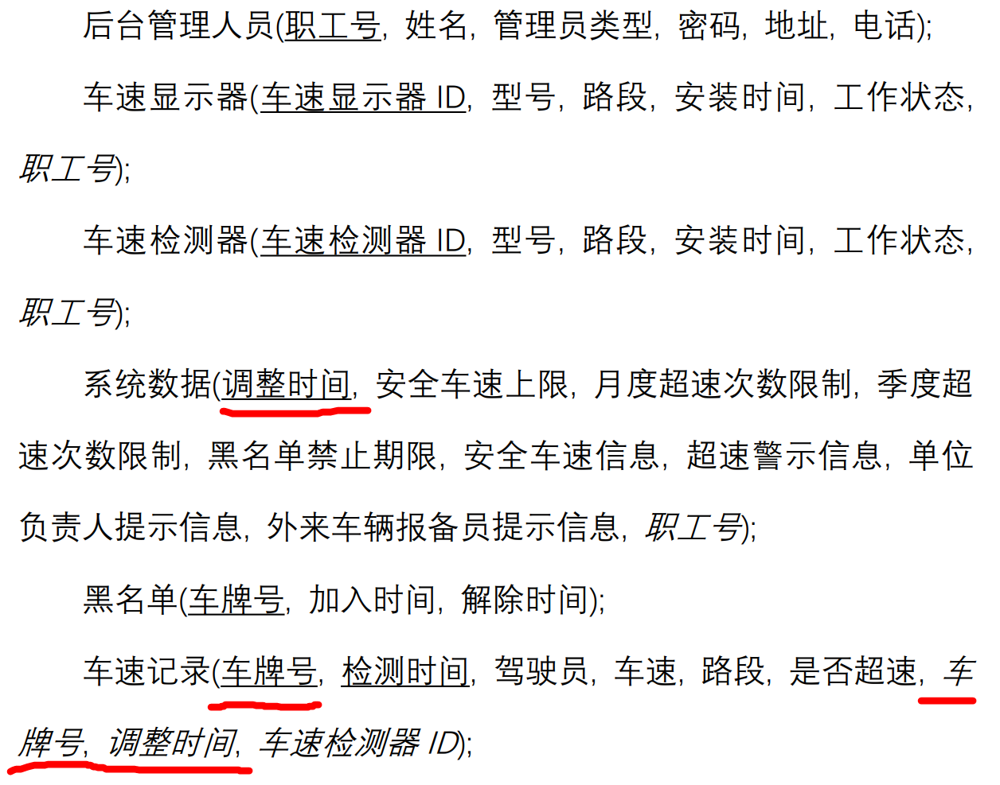 后台管理人员(职工号, 姓名, 管理员类型, 密码, 地址, 电话);
车速显示器(车速显示器 ID, 型号, 路段, 安装时间, 工作状态,
职工号);
车速检测器(车速检测器 ID, 型号, 路段, 安装时间, 工作状态,
职工号);
系统数据(调整时间, 安全车速上限, 月度超速次数限制, 季度超
速次数限制, 黑名单禁止期限, 安全车速信息, 超速警示信息, 单位
负责人提示信息, 外来车辆报备员提示信息, 职工号);
黑名单(车牌号, 加入时间, 解除时间);
车速记录(车牌号, 检测时间, 驾驶员, 车速, 路段, 是否超速, 车
牌号, 调整时间, 车速检测器 ID);